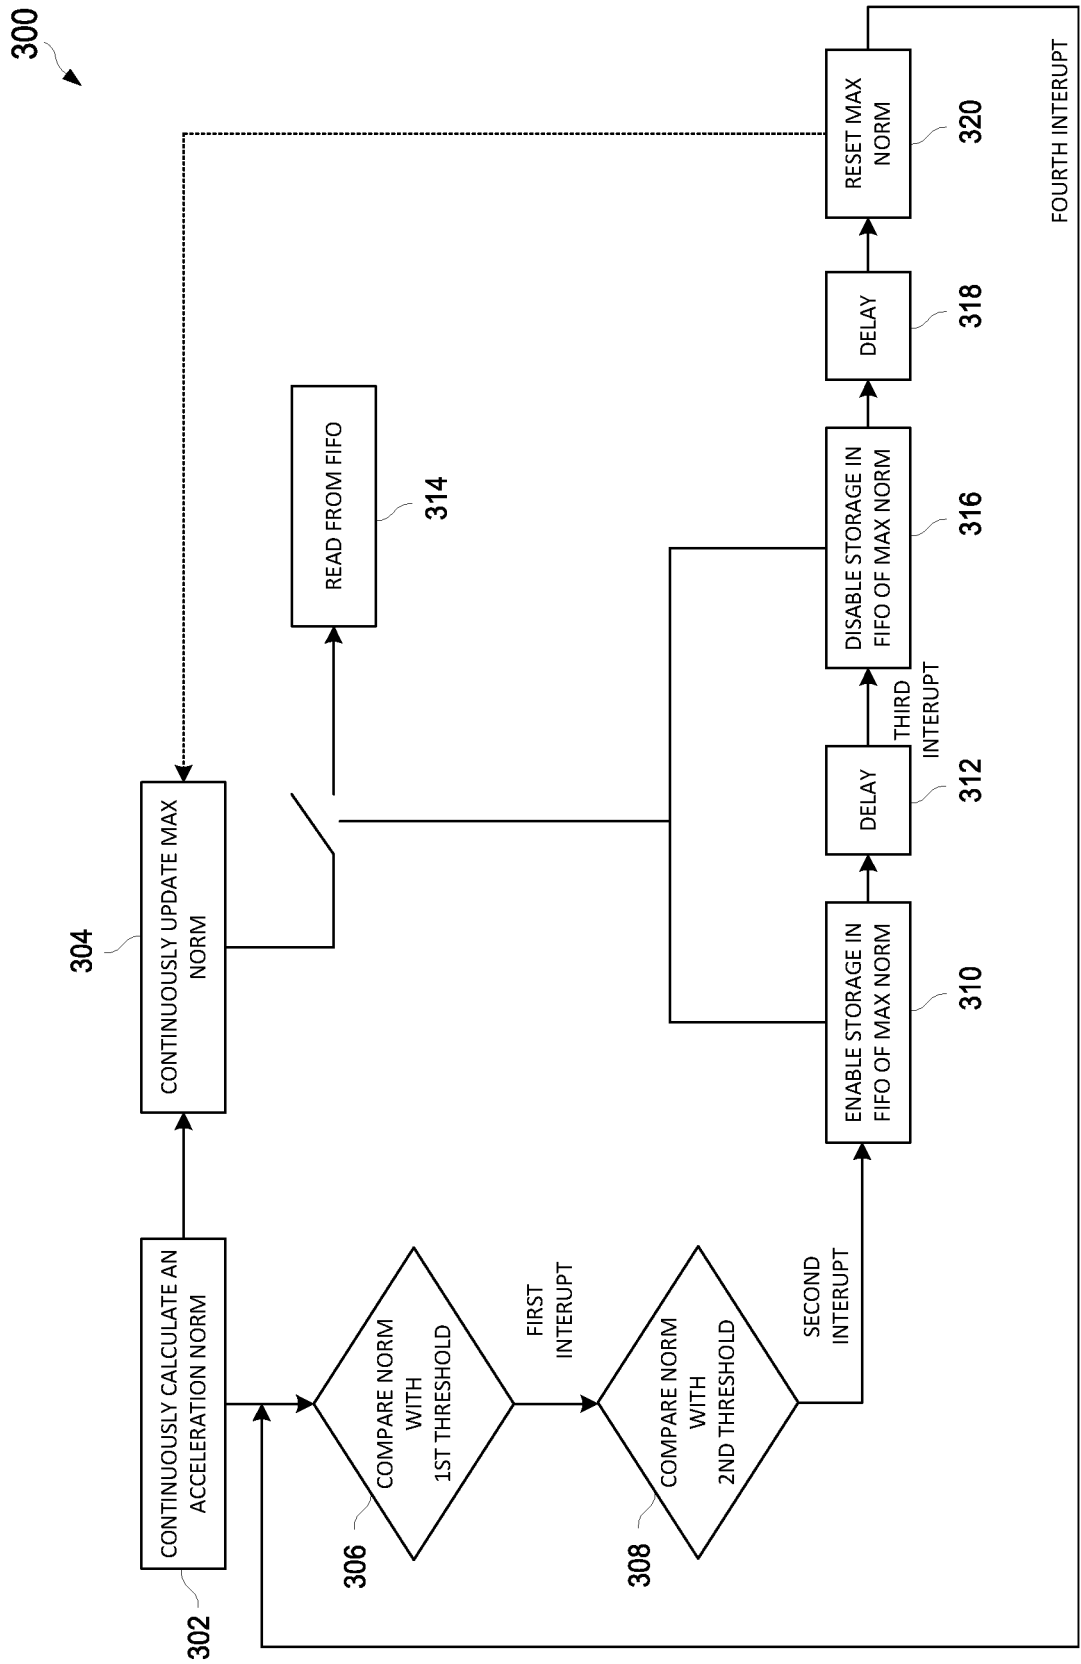 300
CONTINUOUSLY CALCULATE AN
ACCELERATION NORM
302
CONTINUOUSLY UPDATE MAX
NORM
304
COMPARE NORM
WITH
1ST THRESHOLD
306
FIRST
INTERUPT
COMPARE NORM
WITH
2ND THRESHOLD
308
SECOND
INTERUPT
READ FROM FIFO
314
ENABLE STORAGE IN
FIFO OF MAX NORM
310
DELAY
312
THIRD
INTERUPT
DISABLE STORAGE IN
FIFO OF MAX NORM
316
DELAY
318
RESET MAX
NORM
320
FOURTH INTERUPT